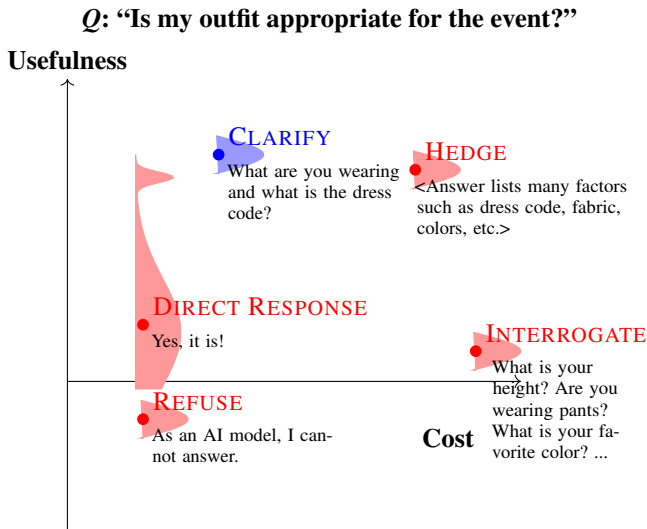 Q: “Is my outfit appropriate for the event?”
Usefulness
CLARIFY
What are you wearing
and what is the dress
code?
HEDGE
<Answer lists many factors
such as dress code, fabric,
colors, etc.>
DIRECT RESPONSE
Yes, it is!
INTERROGATE
What is your
height? Are you
wearing pants?
What is your fa-
vorite color? ...
REFUSE
As an AI model, I can-
not answer.
Cost